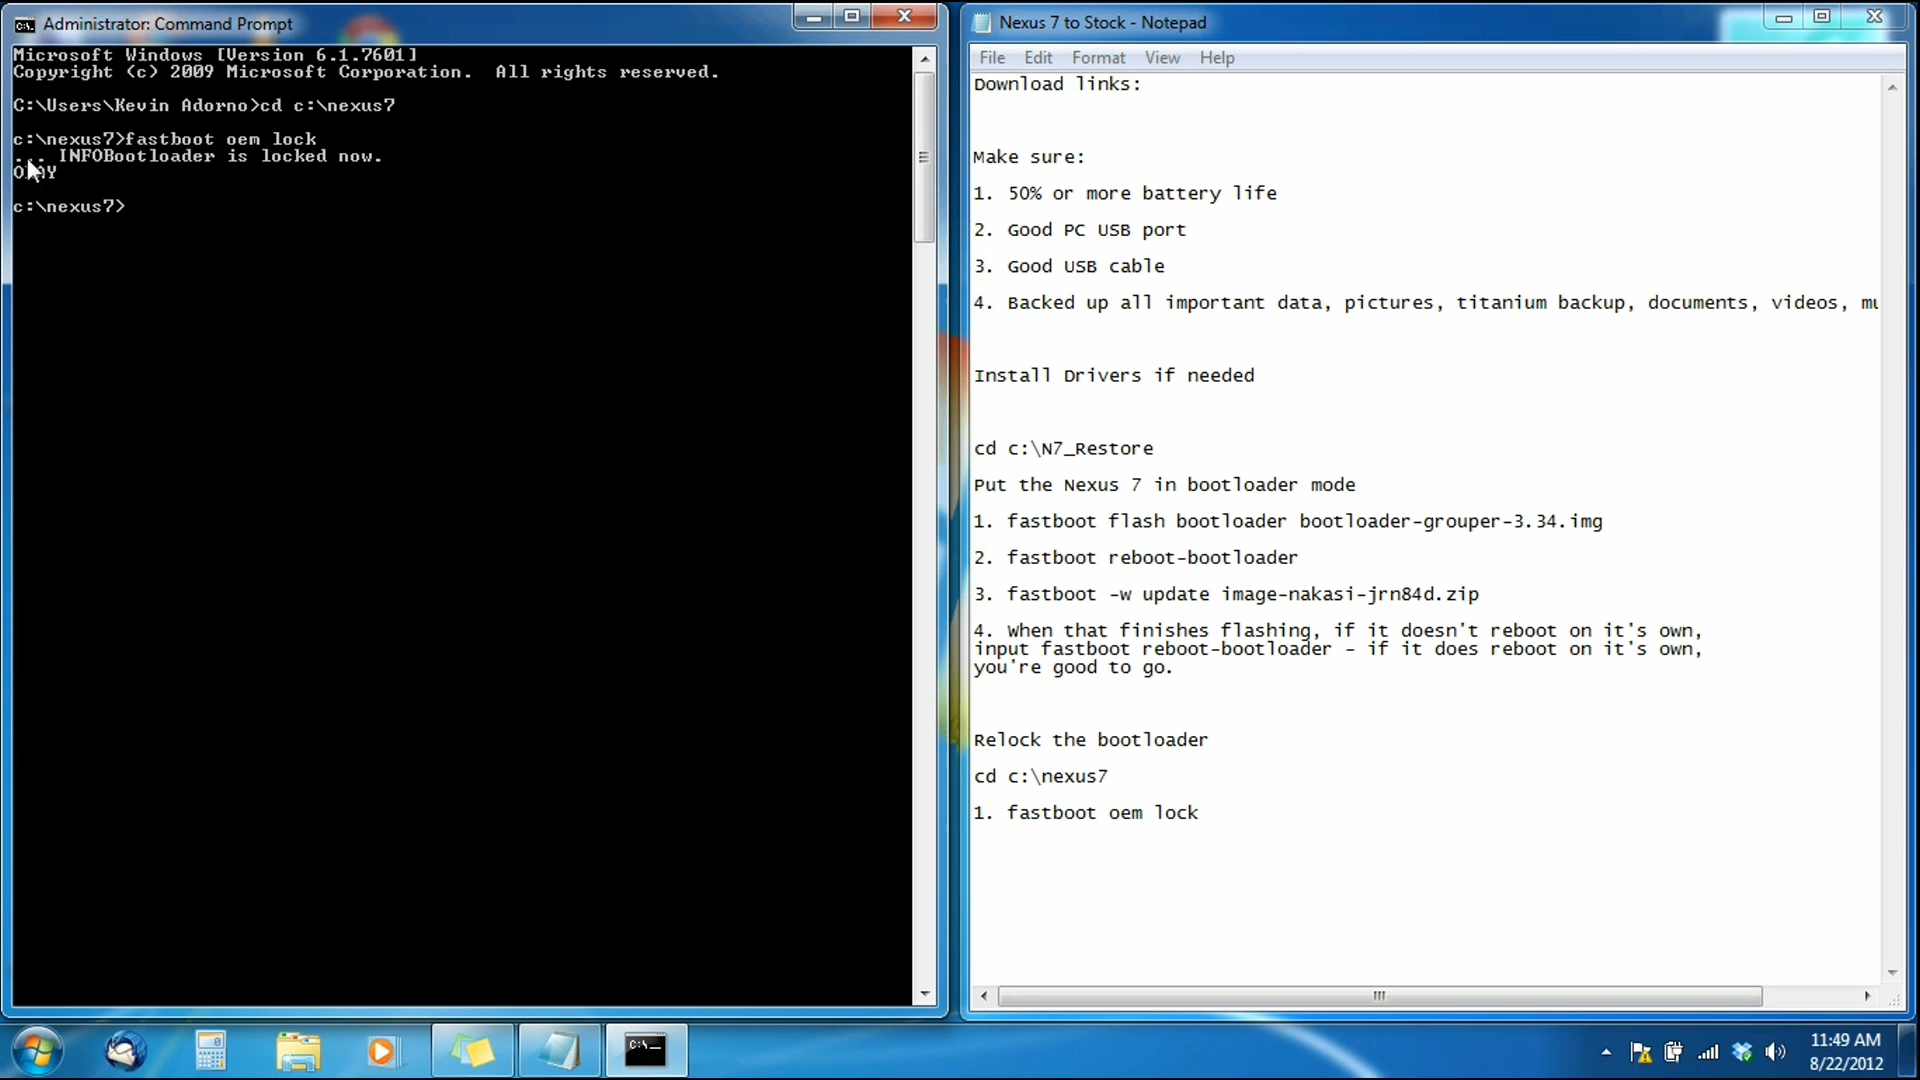 Administrator: Command Prompt
Microsoft Windows [Version 6.1.7601]
Copyright (c) 2009 Microsoft Corporation.  All rights reserved.
C:\Users\Kevin Adorno>cd c:\nexus7
c:\nexus7>fastboot oem lock
... INFOBootloader is locked now.
OKAY
c:\nexus7>
Nexus 7 to Stock - Notepad
File Edit Format View Help
Download links:
Make sure:
1. 50% or more battery life
2. Good PC USB port
3. Good USB cable
4. Backed up all important data, pictures, titanium backup, documents, videos, mu
Install Drivers if needed
cd c:\N7_Restore
Put the Nexus 7 in bootloader mode
1. fastboot flash bootloader bootloader-grouper-3.34.img
2. fastboot reboot-bootloader
3. fastboot -w update image-nakasi-jrn84d.zip
4. When that finishes flashing, if it doesn't reboot on it's own,
input fastboot reboot-bootloader - if it does reboot on it's own,
you're good to go.
Relock the bootloader
cd c:\nexus7
1. fastboot oem lock
11:49 AM
8/22/2012